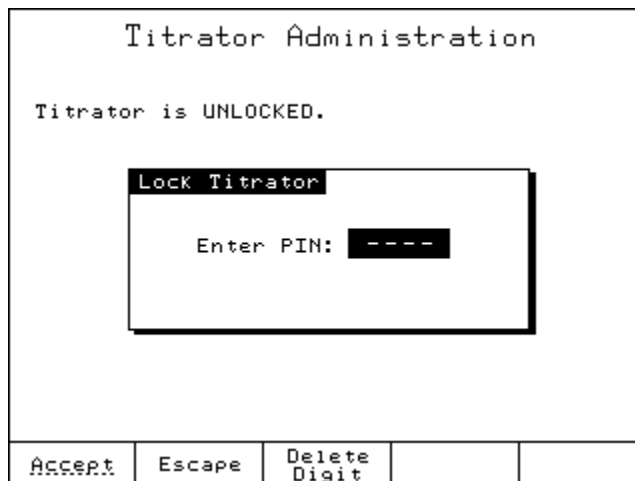 Titrator Administration
Titrator is UNLOCKED.
Lock Titrator
Enter PIN: ----
Accept
Escape
Delete
Digit